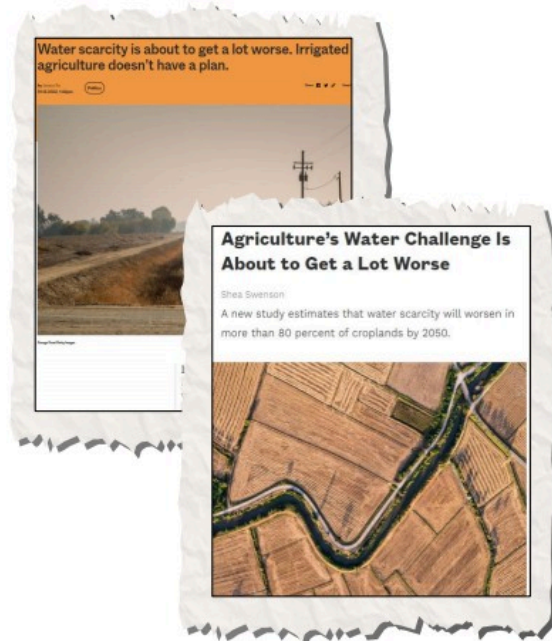 Water scarcity is about to get a lot worse. Irrigated
agriculture doesn't have a plan.
Politics
Agriculture's Water Challenge Is
About to Get a Lot Worse
Shea Swenson
A new study estimates that water scarcity will worsen in
more than 80 percent of croplands by 2050.